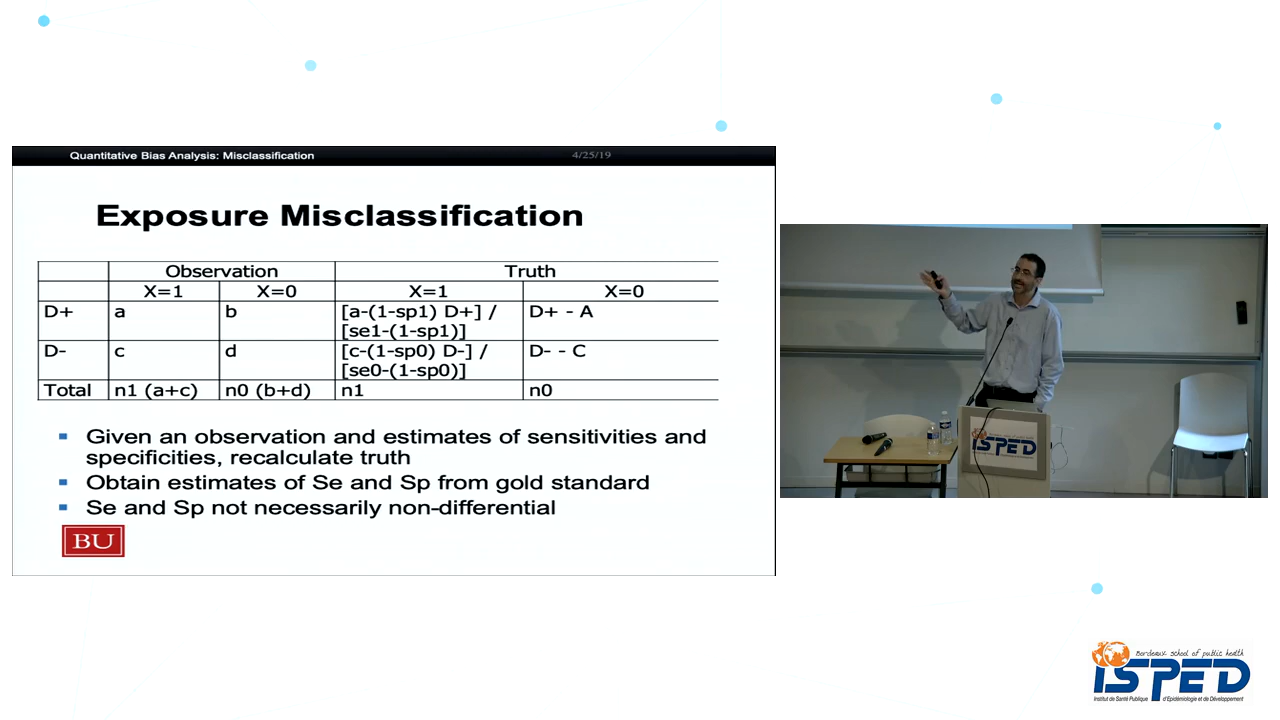 Quantitative Bias Analysis: Misclassification 4/25/19
Exposure Misclassification
Observation Truth
X=1 X=0 X=1 X=0
D+ a b [a-(1-sp1) D+] / [se1-(1-sp1)] D+ - A
D- c d [c-(1-sp0) D-] / [se0-(1-sp0)] D- - C
Total n1 (a+c) n0 (b+d) n1 n0
Given an observation and estimates of sensitivities and
specificities, recalculate truth
Obtain estimates of Se and Sp from gold standard
Se and Sp not necessarily non-differential
BU
ISPED
Bordeaux school of public health
ISPED
Institut de Santé Publique d'Epidémiologie et de Développement